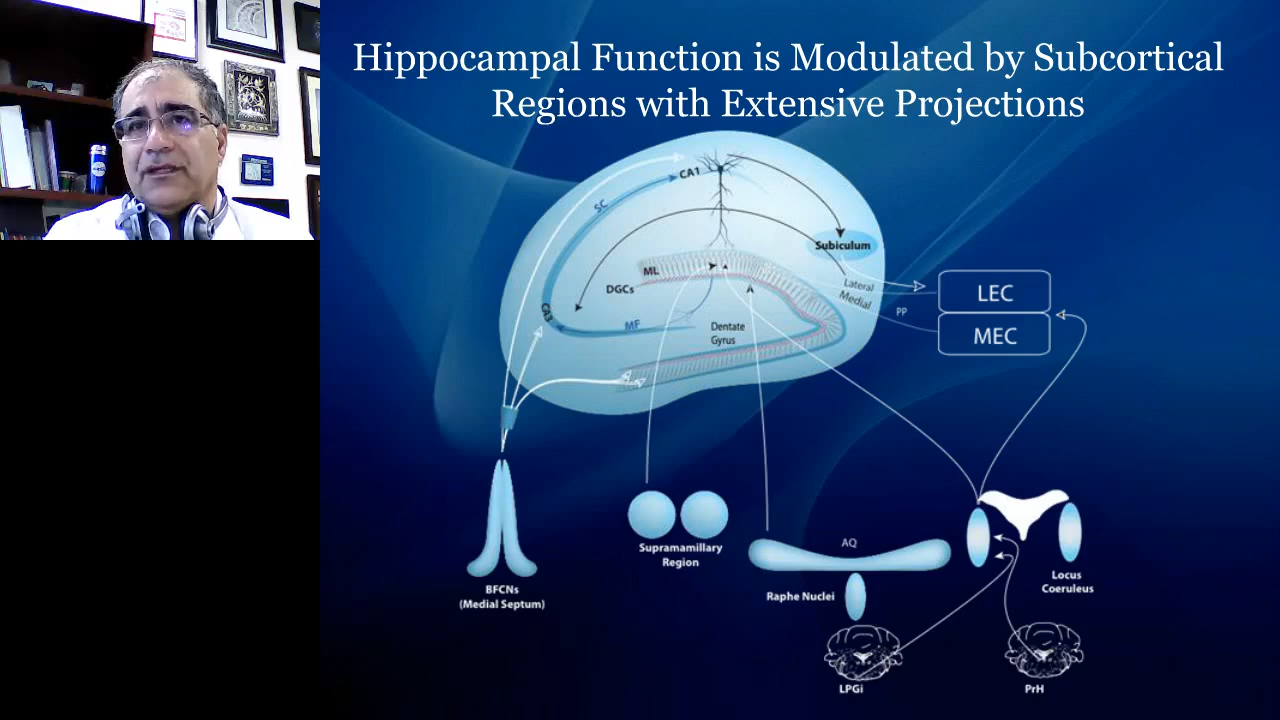 Hippocampal Function is Modulated by Subcortical
Regions with Extensive Projections
CA1
SC
Subiculum
ML
DGCs
Lateral
Medial
LEC
CA3
MF
PP
Dentate
Gyrus
MEC
AQ
Supramamillary
Region
BFCNs
(Medial Septum)
Raphe Nuclei
Locus
Coeruleus
LPGi
PrH